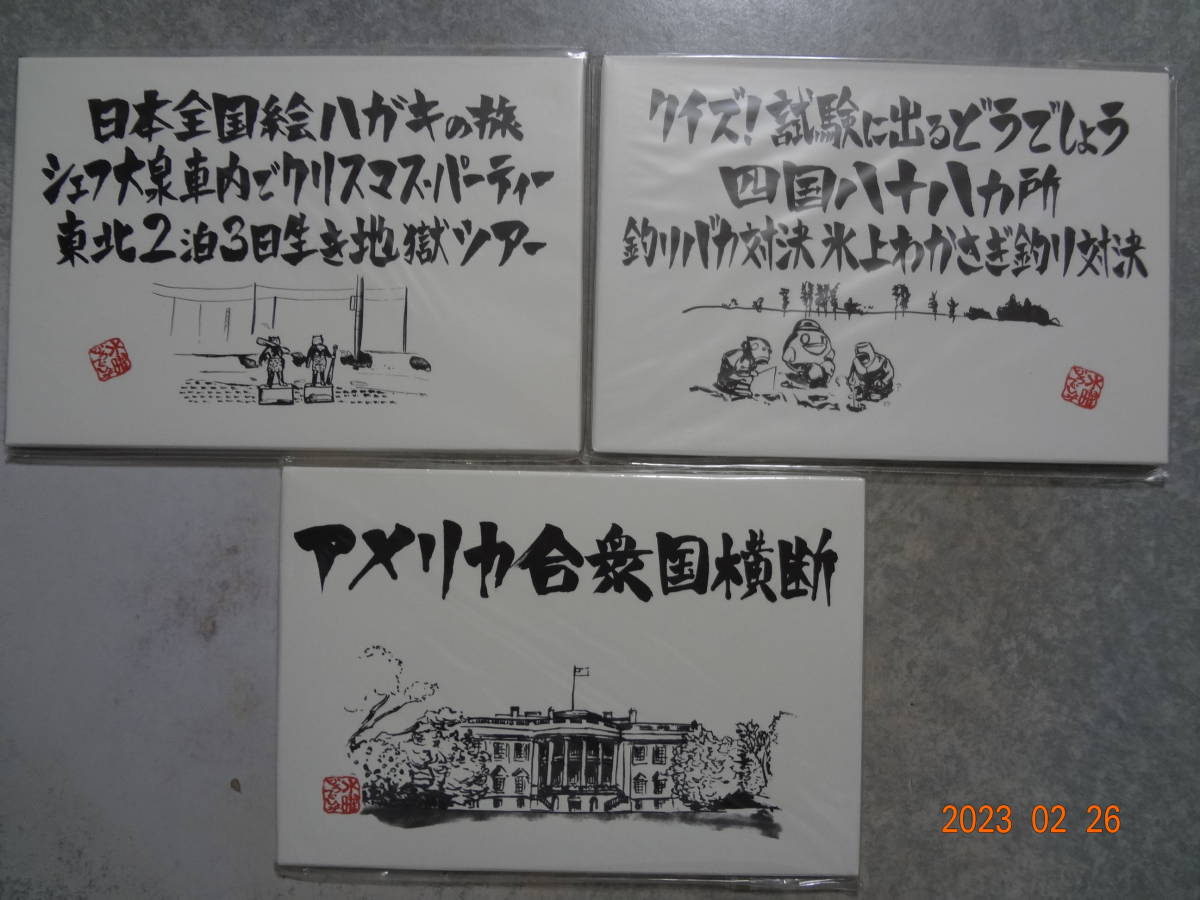 日本全国絵ハガキの旅
シェフ大泉車内でクリスマス・パーティー
東北2泊3日生き地獄ツアー
クイズ!試験に出るどうでしょう
四国八十八カ所
釣りバカ対決 氷上わかさぎ釣り対決
アメリカ合衆国横断
2023 02 26